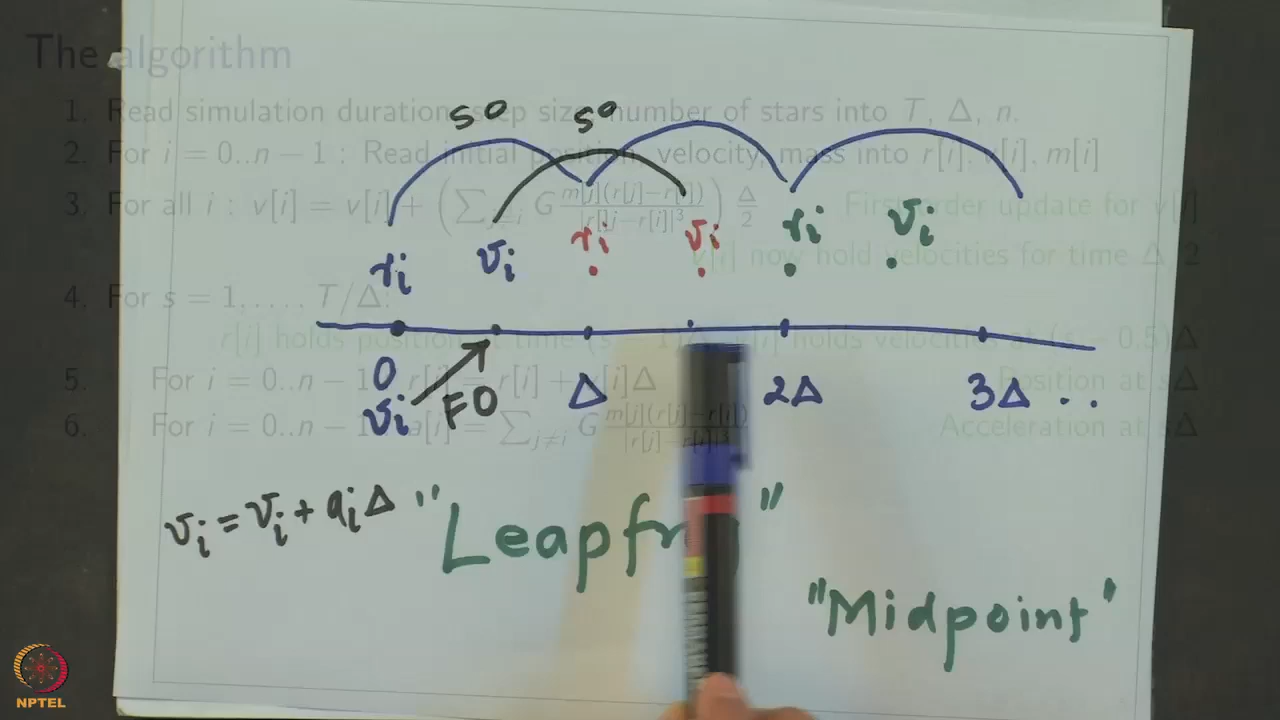 The algorithm
1. Read simulation duration, step size, number of stars into T, Δ, n.
2. For i = 0..n − 1 : Read initial position, velocity, mass into r[i], v[i], m[i]
3. For all i : v[i] = v[i] + (∑j≠i G m[j](r[j]−r[i]) / |r[j]−r[i]|³) Δ/2 First order update for v[i]
v[i] now hold velocities for time Δ/2
4. For s = 1, . . . , T/Δ:
r[i] holds position at time (s − 1)Δ, v[i] holds velocities at (s − 0.5)Δ
5. For i = 0..n − 1 : r[i] = r[i] + v[i]Δ Position at sΔ
6. For i = 0..n − 1 : a[i] = ∑j≠i G m[j](r[j]−r[i]) / |r[j]−r[i]|³ Acceleration at sΔ
SO SO
ri vi ri vi ri vi
0 Δ 2Δ 3Δ ..
vi FO
vi = vi + ai Δ
"Leapfr "
"Midpoint"
NPTEL